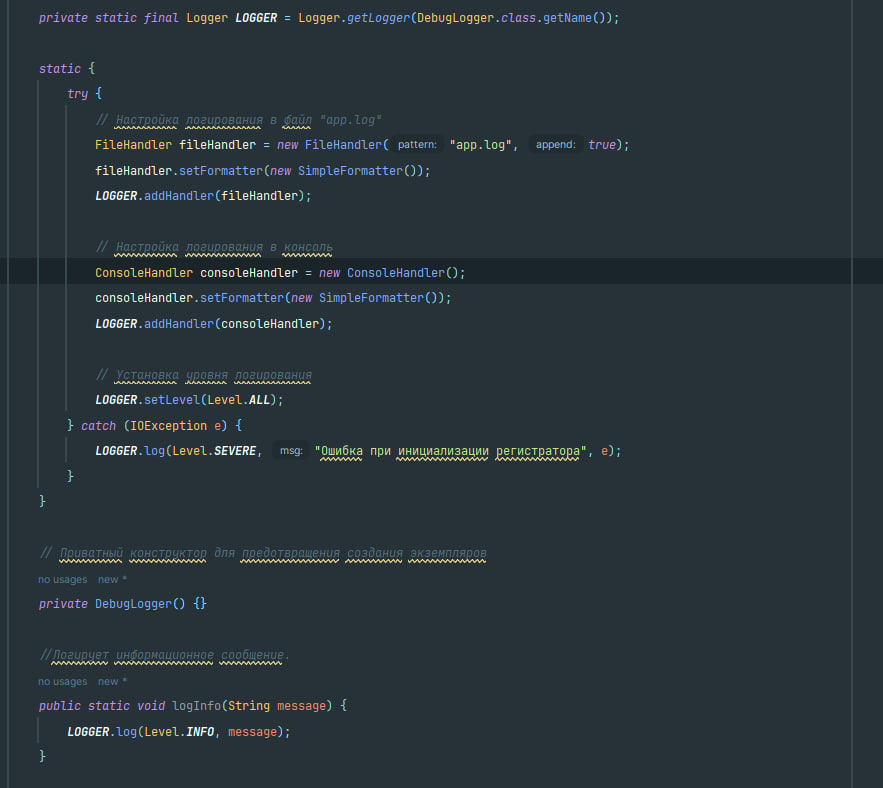 private static final Logger LOGGER = Logger.getLogger(DebugLogger.class.getName());
static {
try {
// Настройка логирования в файл "app.log"
FileHandler fileHandler = new FileHandler( pattern: "app.log", append: true);
fileHandler.setFormatter(new SimpleFormatter());
LOGGER.addHandler(fileHandler);
// Настройка логирования в консоль
ConsoleHandler consoleHandler = new ConsoleHandler();
consoleHandler.setFormatter(new SimpleFormatter());
LOGGER.addHandler(consoleHandler);
// Установка уровня логирования
LOGGER.setLevel(Level.ALL);
} catch (IOException e) {
LOGGER.log(Level.SEVERE, msg: "Ошибка при инициализации регистратора", e);
}
}
// Приватный конструктор для предотвращения создания экземпляров
no usages new *
private DebugLogger() {}
//Логирует информационное сообщение.
no usages new *
public static void logInfo(String message) {
LOGGER.log(Level.INFO, message);
}